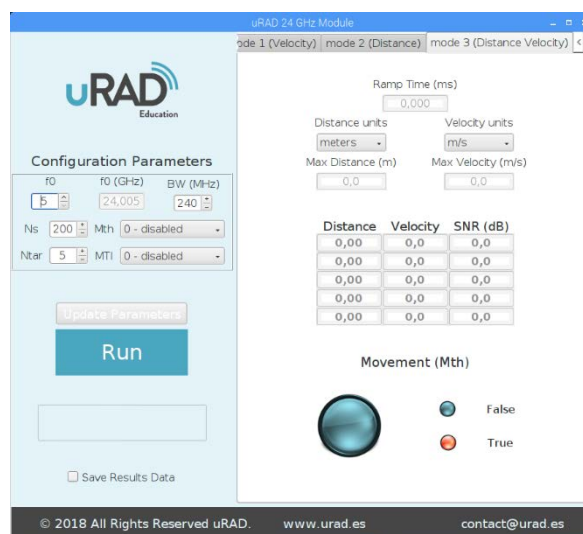 uRAD 24 GHz Module
ode 1 (Velocity) mode 2 (Distance) mode 3 (Distance Velocity) <
uRAD
Education
Configuration Parameters
f0 f0 (GHz) BW (MHz)
5 24,005 240
Ns 200 Mth 0 - disabled
Ntar 5 MTI 0 - disabled
Update Parameters
Run
Save Results Data
Ramp Time (ms)
0,000
Distance units Velocity units
meters m/s
Max Distance (m) Max Velocity (m/s)
0,0 0,0
Distance Velocity SNR (dB)
0,00 0,0 0,0
0,00 0,0 0,0
0,00 0,0 0,0
0,00 0,0 0,0
0,00 0,0 0,0
Movement (Mth)
False
True
© 2018 All Rights Reserved uRAD. www.urad.es contact@urad.es